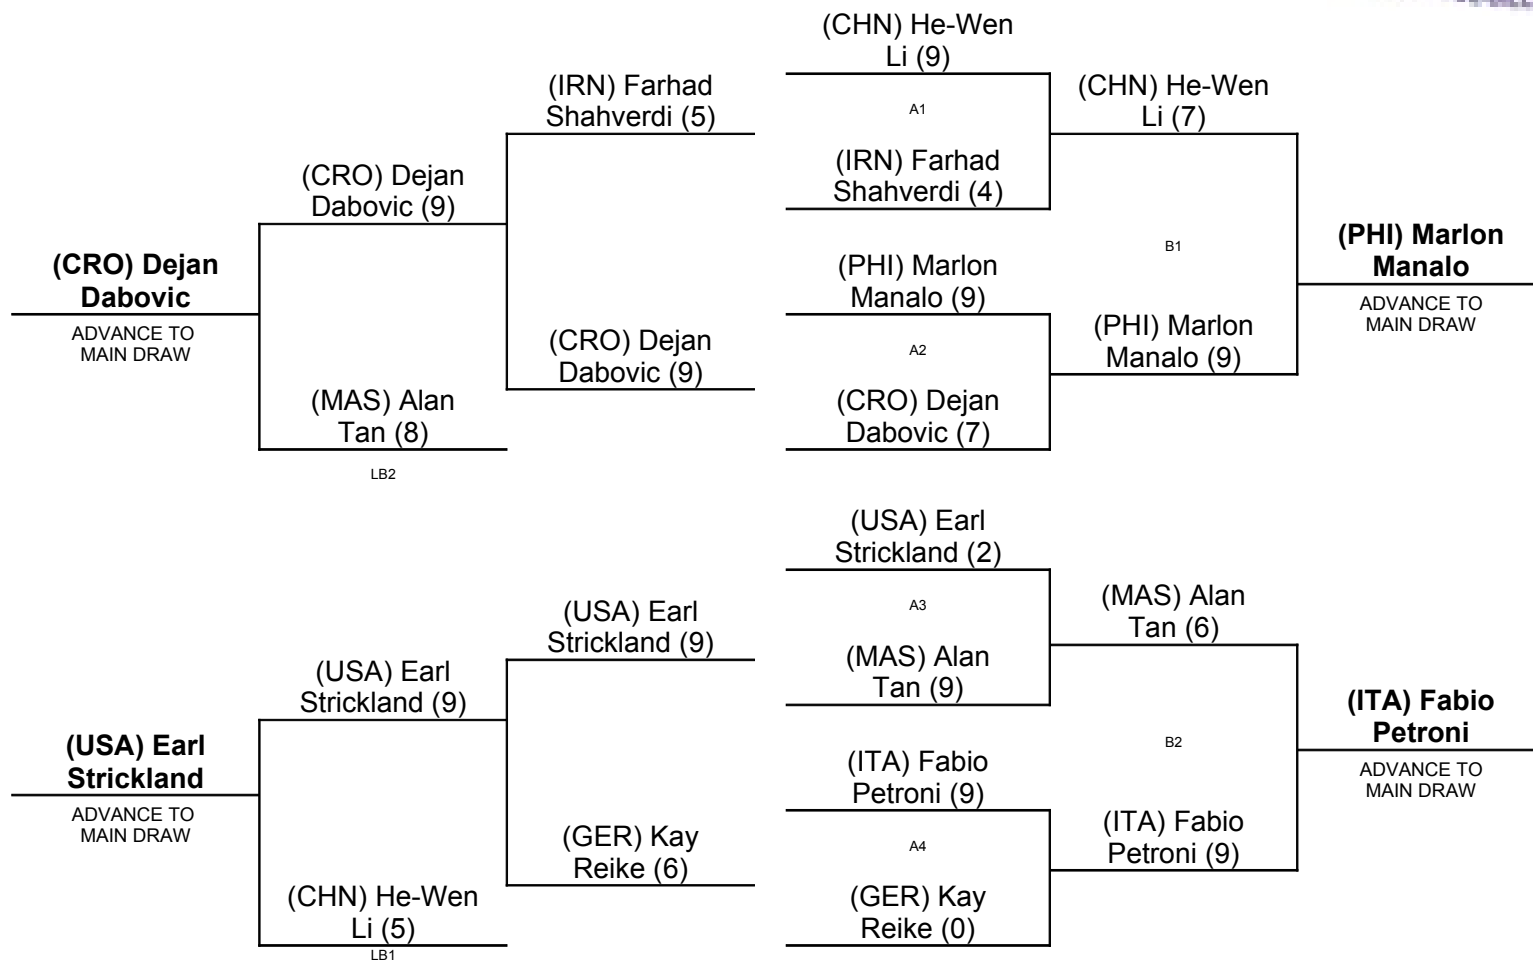 (CHN) He-Wen
Li (9)
(IRN) Farhad
Shahverdi (5)
(CHN) He-Wen
Li (7)
A1
(CRO) Dejan
Dabovic (9)
(IRN) Farhad
Shahverdi (4)
(CRO) Dejan
Dabovic
ADVANCE TO
MAIN DRAW
(PHI) Marlon
Manalo (9)
B1
(PHI) Marlon
Manalo
ADVANCE TO
MAIN DRAW
(CRO) Dejan
Dabovic (9)
A2
(PHI) Marlon
Manalo (9)
(MAS) Alan
Tan (8)
LB2
(CRO) Dejan
Dabovic (7)
(USA) Earl
Strickland (2)
(USA) Earl
Strickland (9)
A3
(MAS) Alan
Tan (6)
(USA) Earl
Strickland (9)
(MAS) Alan
Tan (9)
(USA) Earl
Strickland
ADVANCE TO
MAIN DRAW
(ITA) Fabio
Petroni (9)
B2
(ITA) Fabio
Petroni
ADVANCE TO
MAIN DRAW
(GER) Kay
Reike (6)
A4
(ITA) Fabio
Petroni (9)
(CHN) He-Wen
Li (5)
LB1
(GER) Kay
Reike (0)